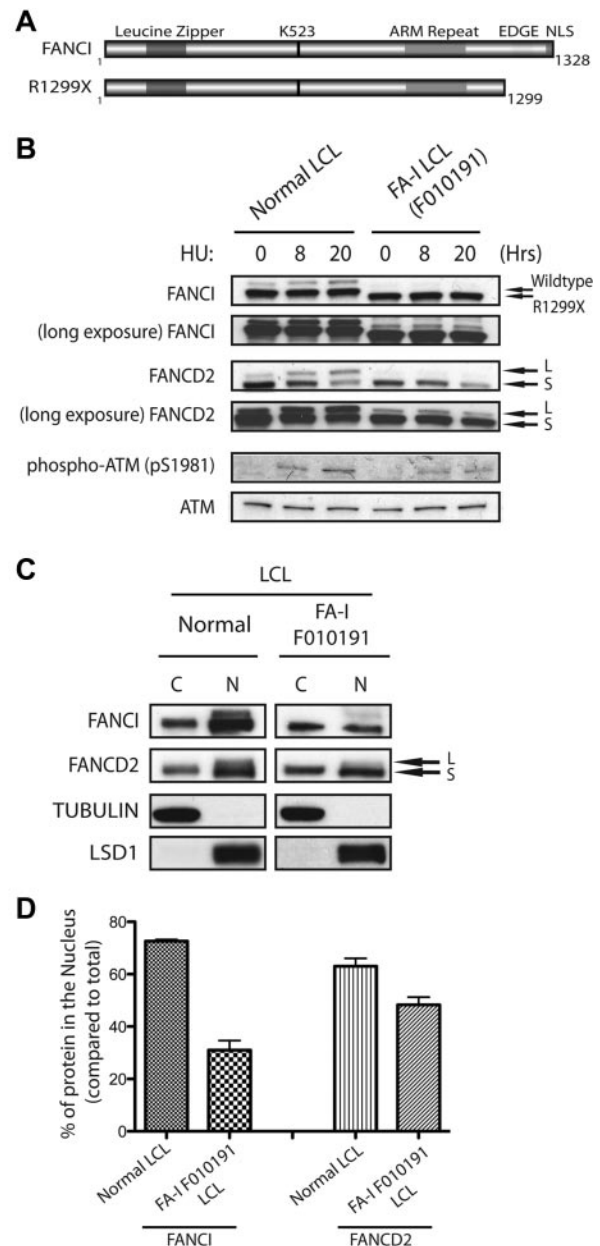 A
Leucine Zipper K523 ARM Repeat EDGE NLS
FANCI
1 1328
R1299X
1 1299
B
Normal LCL FA-I LCL
(F010191)
HU: 0 8 20 0 8 20 (Hrs)
FANCI Wildtype
R1299X
(long exposure) FANCI
FANCD2 L
S
(long exposure) FANCD2 L
S
phospho-ATM (pS1981)
ATM
C
LCL
Normal FA-I
F010191
C N C N
FANCI
FANCD2 L
S
TUBULIN
LSD1
D
% of protein in the Nucleus
(compared to total)
80
60
40
20
0
Normal LCL FA-I F010191
LCL Normal LCL FA-I F010191
LCL
FANCI FANCD2